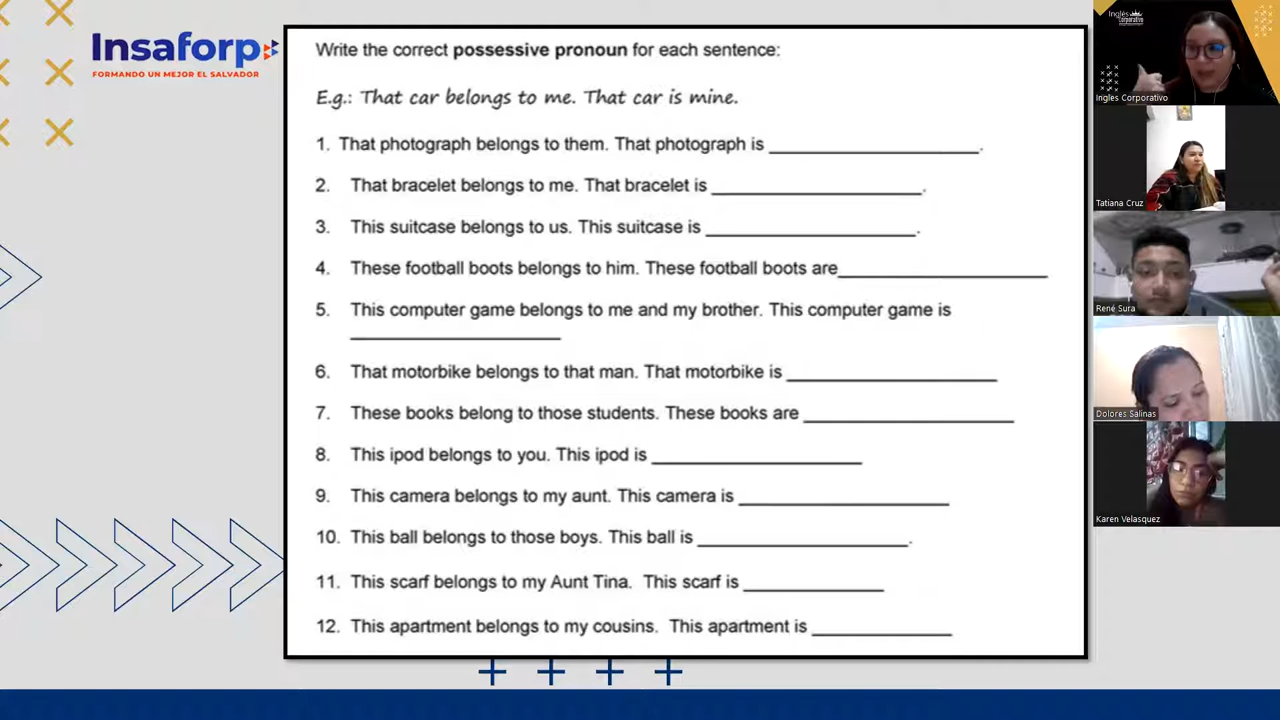 Insaforp
FORMANDO UN MEJOR EL SALVADOR
Write the correct possessive pronoun for each sentence:
E.g.: That car belongs to me. That car is mine.
1. That photograph belongs to them. That photograph is ____________________.
2. That bracelet belongs to me. That bracelet is ____________________.
3. This suitcase belongs to us. This suitcase is ____________________.
4. These football boots belongs to him. These football boots are____________________
5. This computer game belongs to me and my brother. This computer game is
____________________
6. That motorbike belongs to that man. That motorbike is ____________________
7. These books belong to those students. These books are ____________________
8. This ipod belongs to you. This ipod is ____________________
9. This camera belongs to my aunt. This camera is ____________________
10. This ball belongs to those boys. This ball is ____________________.
11. This scarf belongs to my Aunt Tina. This scarf is ______________
12. This apartment belongs to my cousins. This apartment is ______________
Inglés
Corporativo
Ingles Corporativo
Tatiana Cruz
René Sura
Dolores Salinas
Karen Velasquez